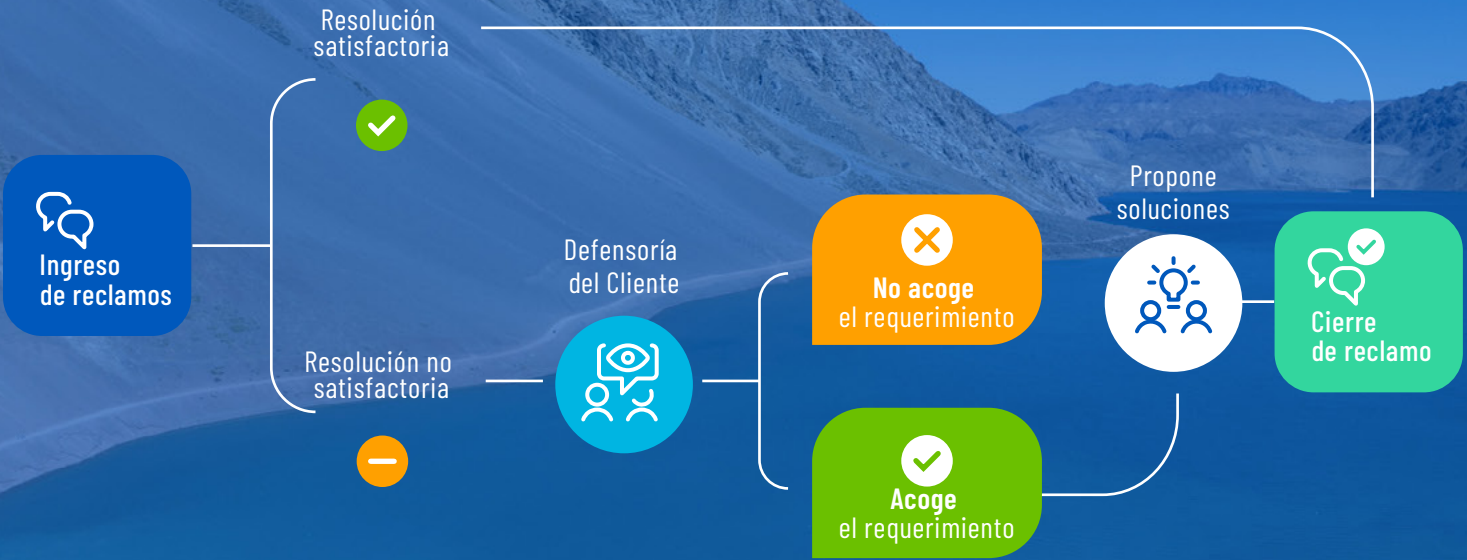 Resolución
satisfactoria
Ingreso
de reclamos
Resolución no
satisfactoria
Defensoría
del Cliente
No acoge
el requerimiento
Acoge
el requerimiento
Propone
soluciones
Cierre
de reclamo